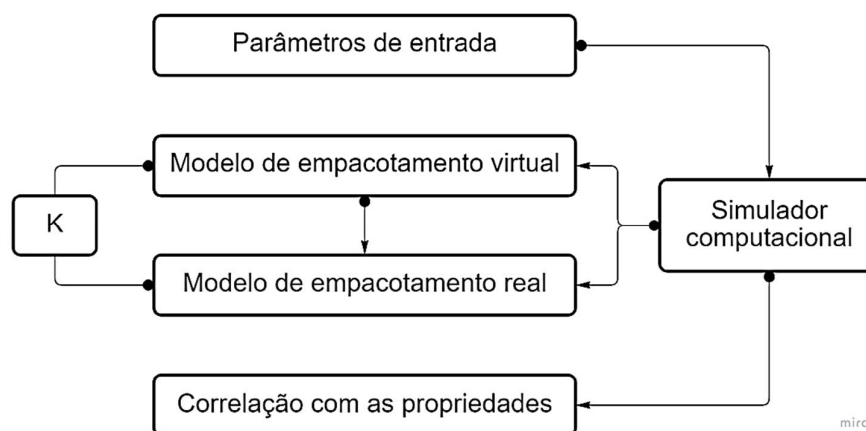 Parâmetros de entrada
Modelo de empacotamento virtual
K
Simulador
computacional
Modelo de empacotamento real
Correlação com as propriedades